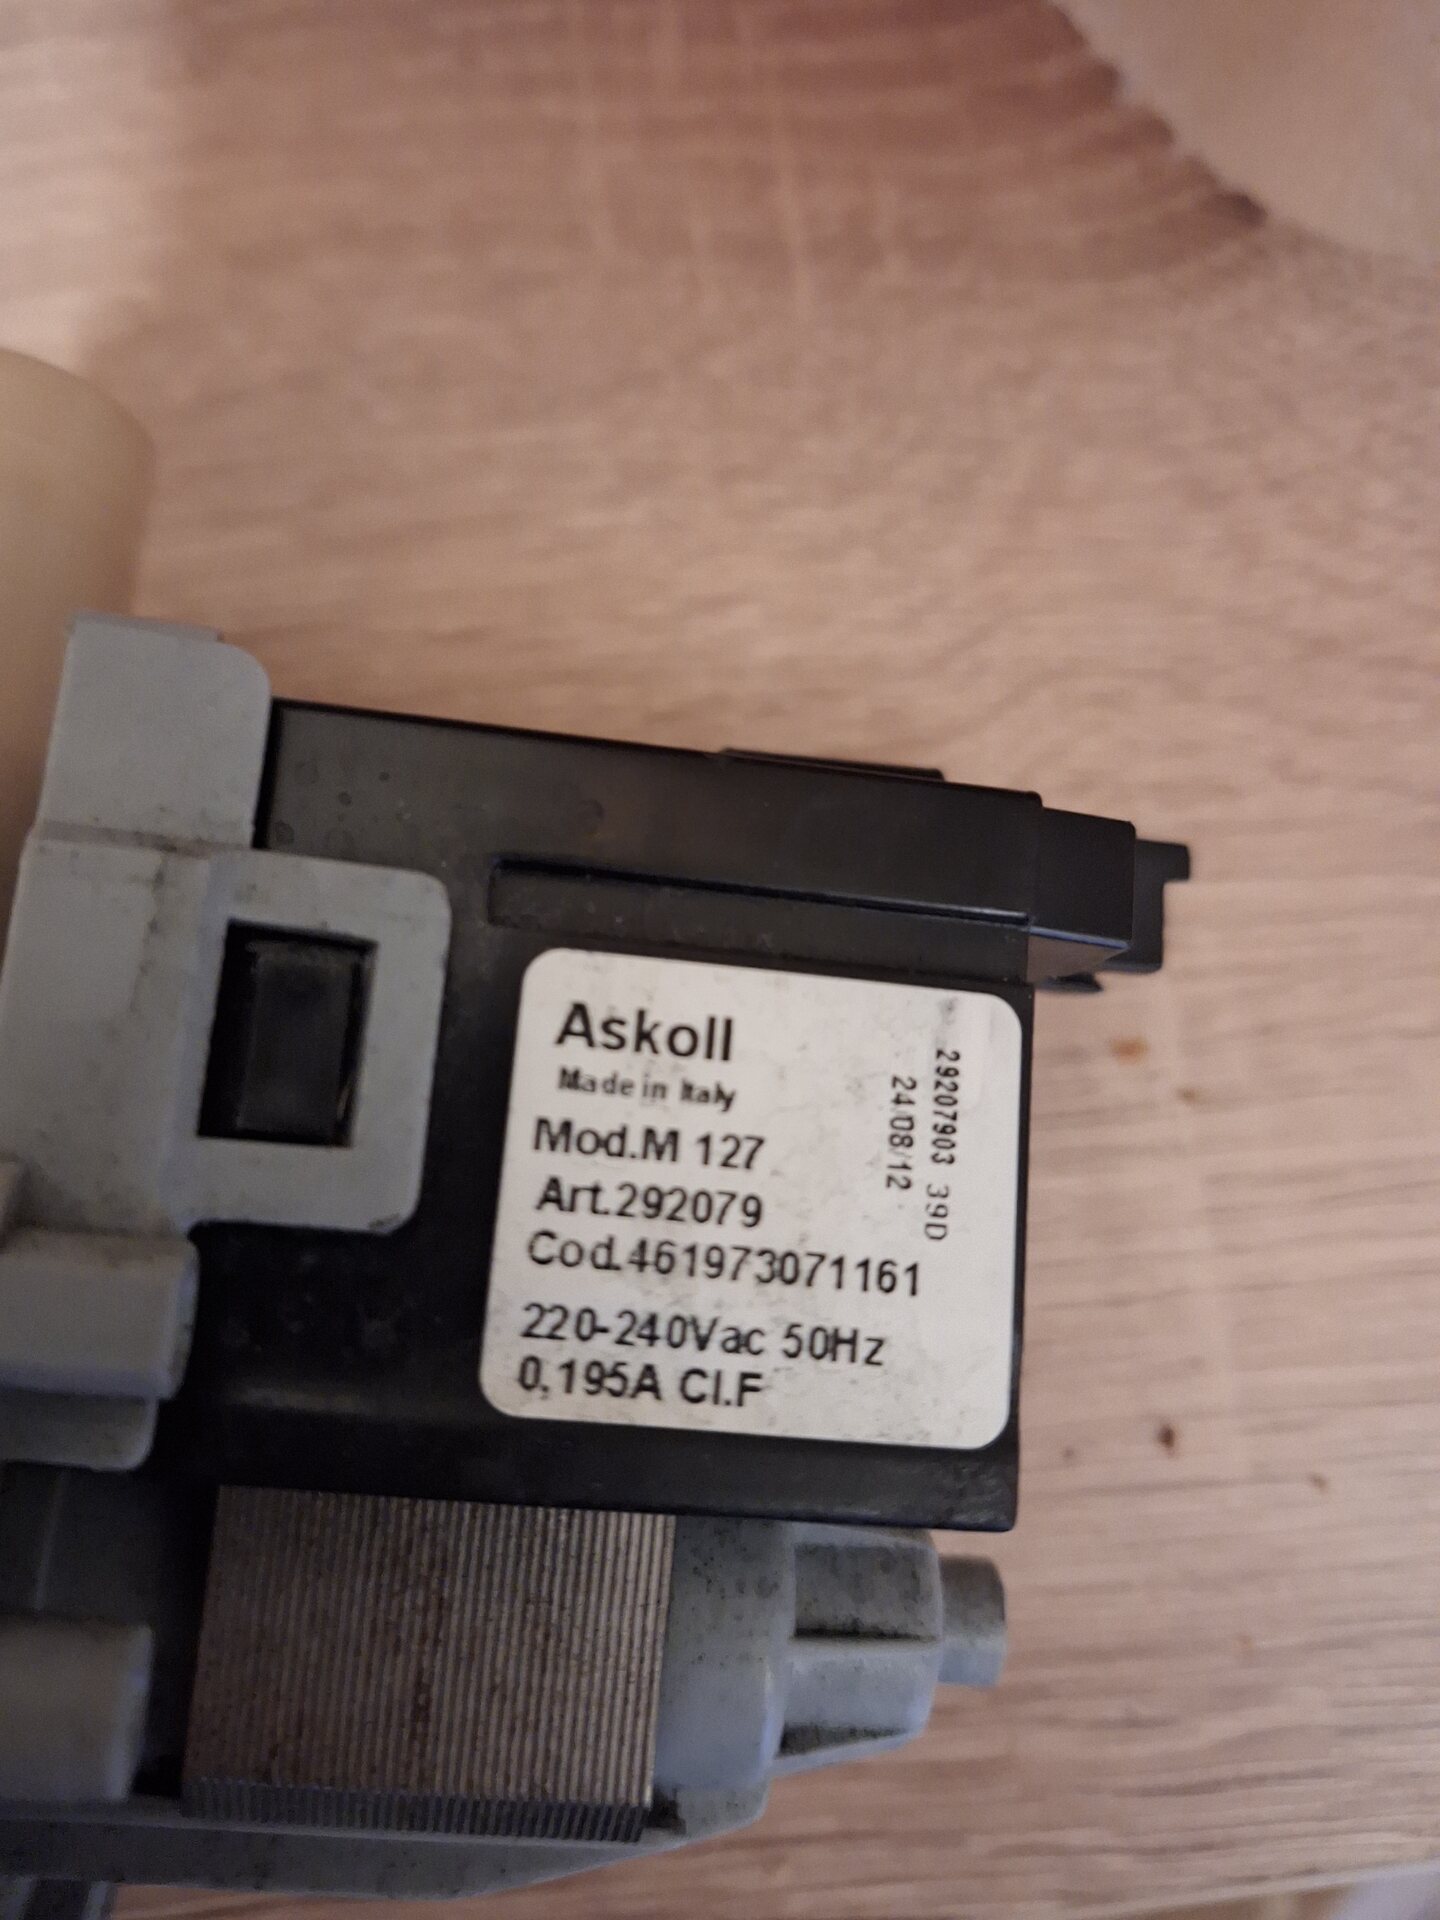 Askoll
Made in Italy
Mod.M 127
Art.292079
Cod.461973071161
220-240Vac 50Hz
0,195A Cl.F
29207903 39D
24/08/12